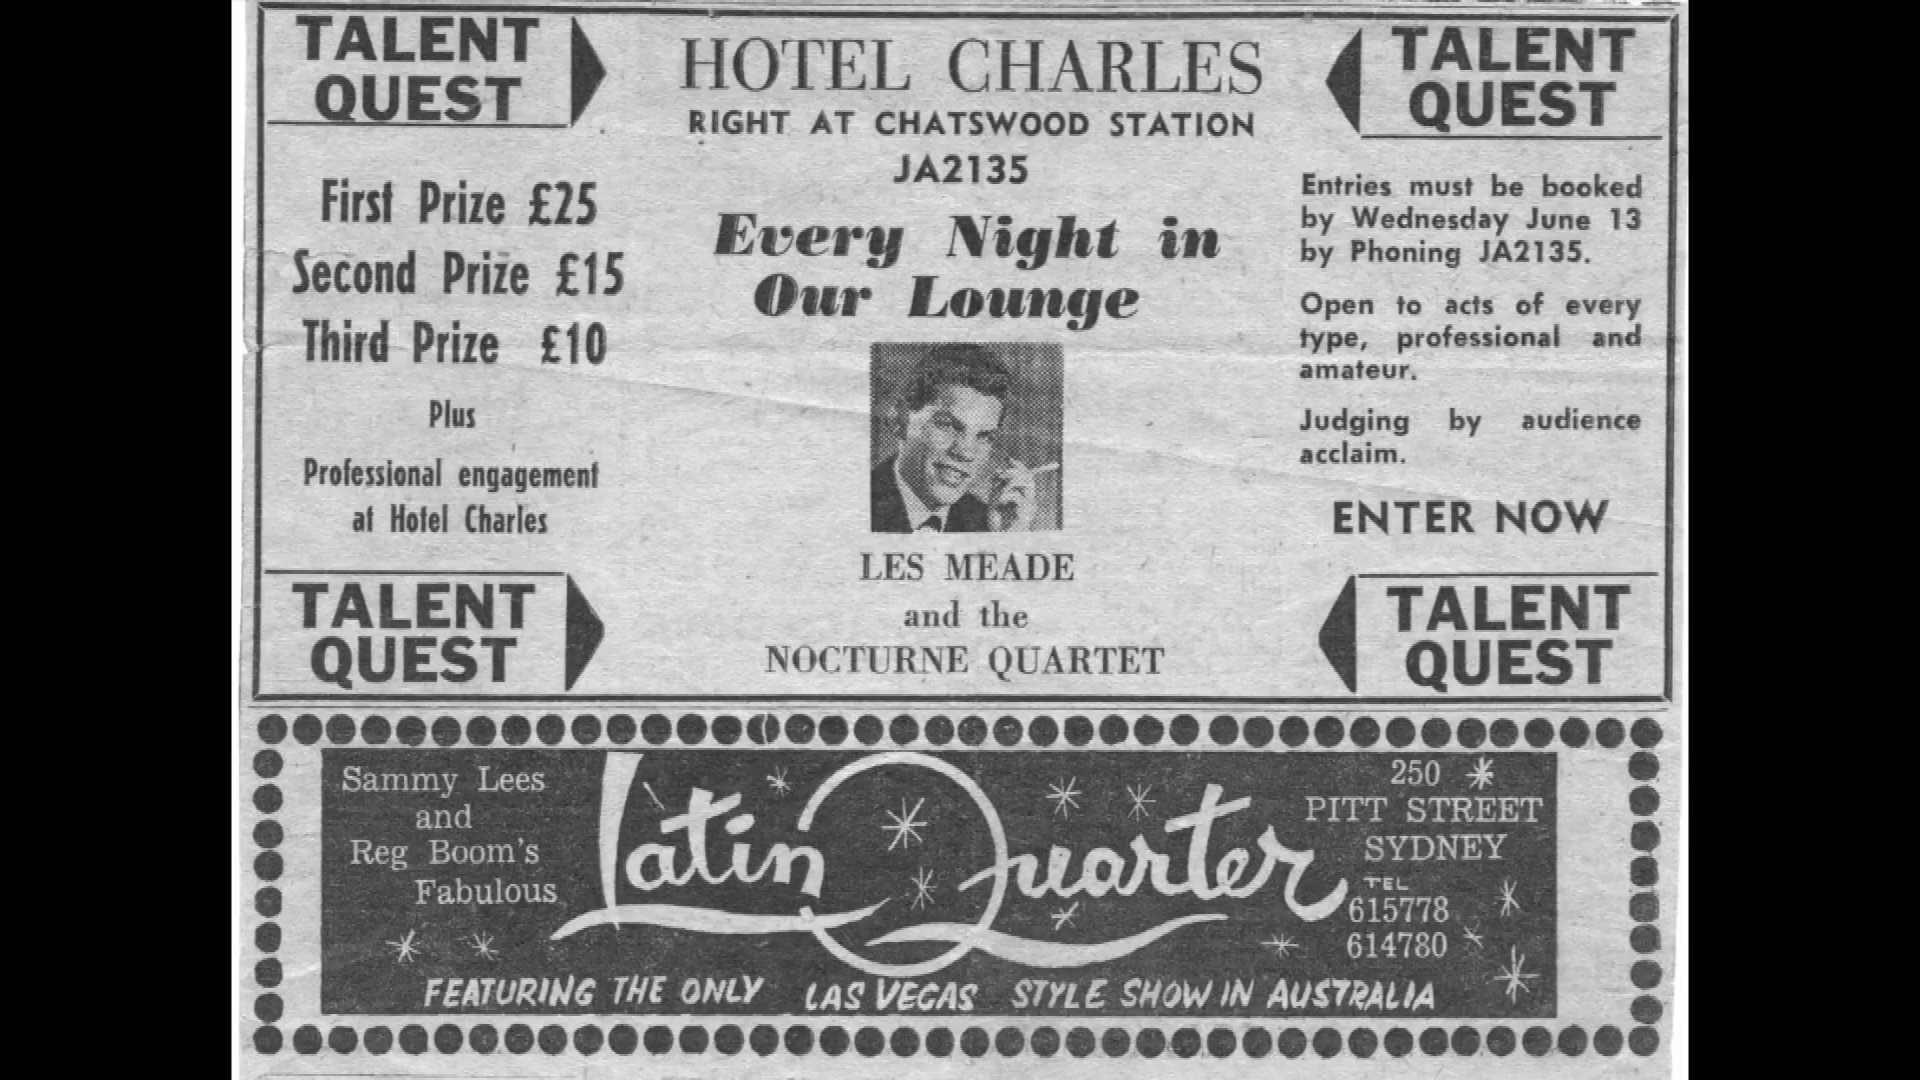 TALENT
QUEST
First Prize £25
Second Prize £15
Third Prize £10
Plus
Professional engagement
at Hotel Charles
TALENT
QUEST
HOTEL CHARLES
RIGHT AT CHATSWOOD STATION
JA2135
Every Night in
Our Lounge
LES MEADE
and the
NOCTURNE QUARTET
TALENT
QUEST
Entries must be booked
by Wednesday June 13
by Phoning JA2135.
Open to acts of every
type, professional and
amateur.
Judging by audience
acclaim.
ENTER NOW
TALENT
QUEST
Sammy Lees
and
Reg Boom's
Fabulous
Latin Quarter
250
PITT STREET
SYDNEY
TEL
615778
614780
FEATURING THE ONLY LAS VEGAS STYLE SHOW IN AUSTRALIA